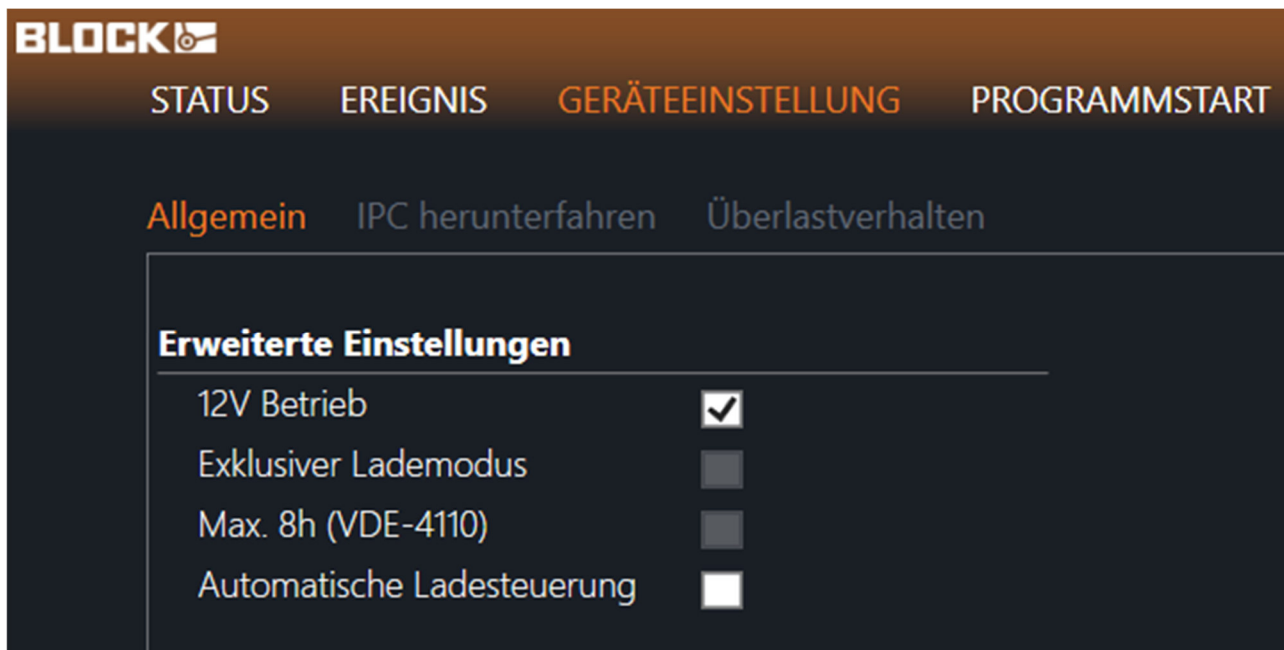 BLOCK
STATUS EREIGNIS GERÄTEEINSTELLUNG PROGRAMMSTART
Allgemein IPC herunterfahren Überlastverhalten
Erweiterte Einstellungen
12V Betrieb
Exklusiver Lademodus
Max. 8h (VDE-4110)
Automatische Ladesteuerung